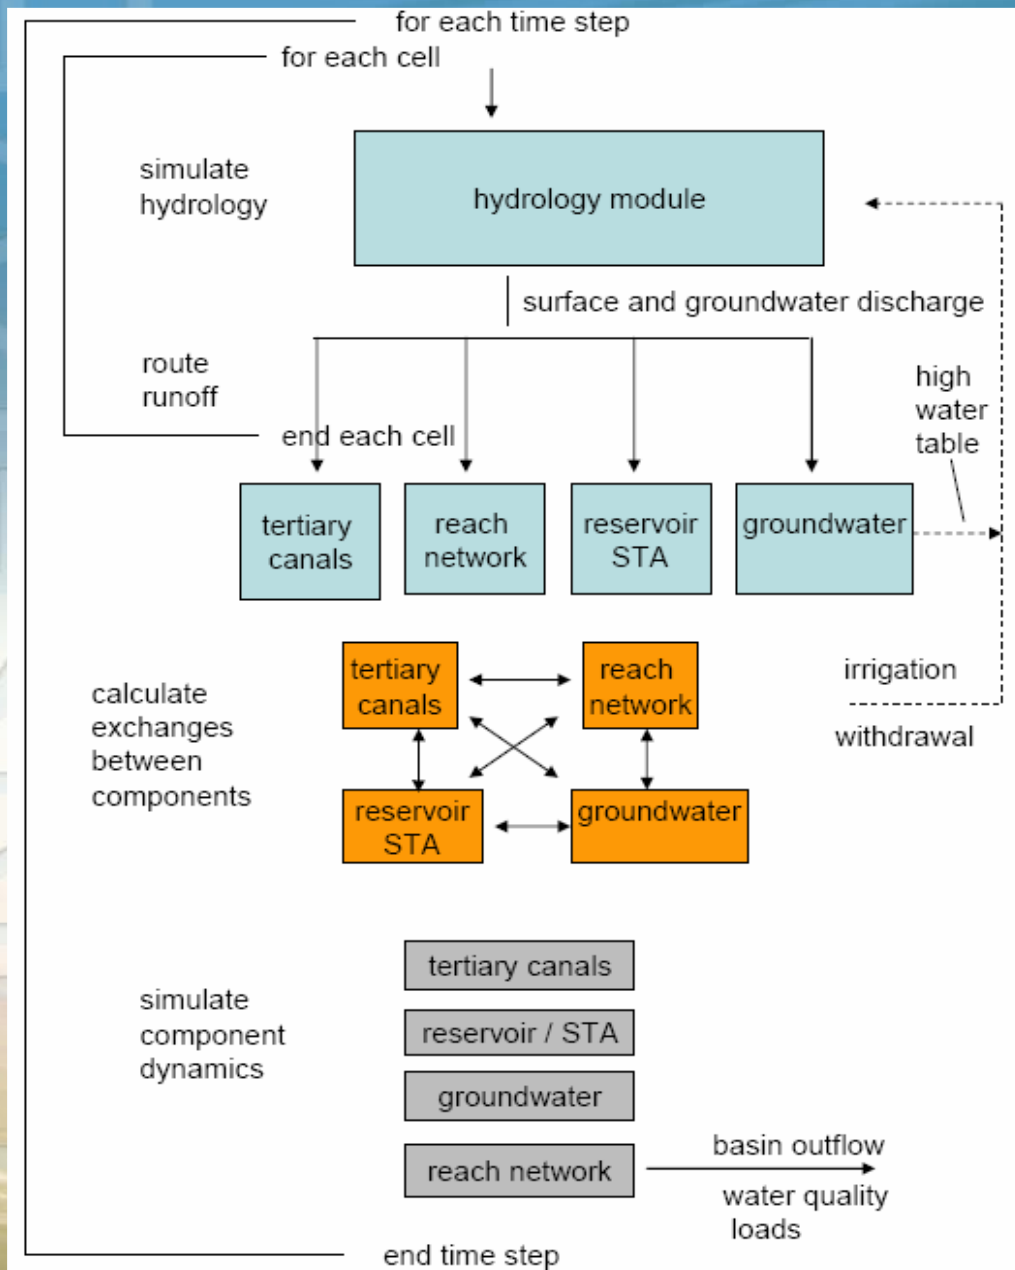 for each time step
for each cell
simulate
hydrology
hydrology module
surface and groundwater discharge
route
runoff
high
water
table
end each cell
tertiary
canals
reach
network
reservoir
STA
groundwater
calculate
exchanges
between
components
tertiary
canals
reach
network
reservoir
STA
groundwater
irrigation
withdrawal
simulate
component
dynamics
tertiary canals
reservoir / STA
groundwater
reach network
basin outflow
water quality
loads
end time step